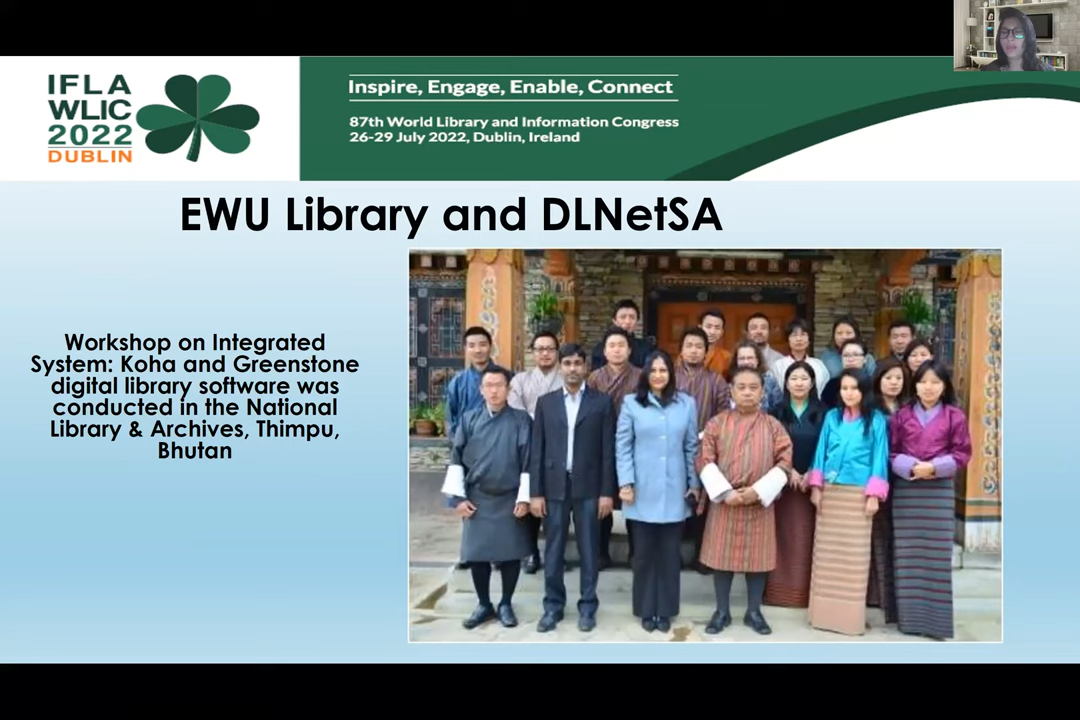 IFLA
WLIC
2022
DUBLIN
Inspire, Engage, Enable, Connect
87th World Library and Information Congress
26-29 July 2022, Dublin, Ireland
EWU Library and DLNetSA
Workshop on Integrated
System: Koha and Greenstone
digital library software was
conducted in the National
Library & Archives, Thimpu,
Bhutan